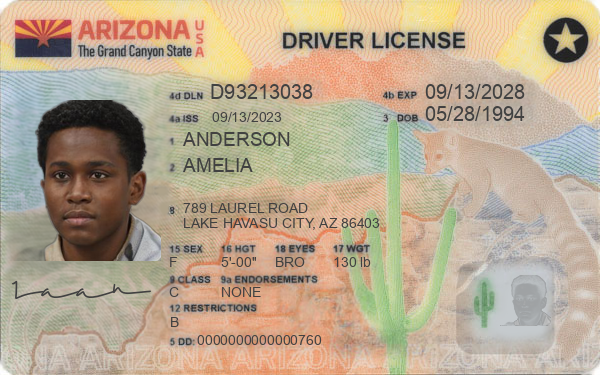 ARIZONA USA
The Grand Canyon State
DRIVER LICENSE
4d DLN D93213038
4b EXP 09/13/2028
4a ISS 09/13/2023
3 DOB 05/28/1994
1 ANDERSON
2 AMELIA
8 789 LAUREL ROAD
LAKE HAVASU CITY, AZ 86403
15 SEX 16 HGT 18 EYES 17 WGT
F 5'-00" BRO 130 lb
9 CLASS 9a ENDORSEMENTS
C NONE
12 RESTRICTIONS
B
5 DD: 0000000000000760
ARIZONA ARIZONA ARIZONA ARIZONA